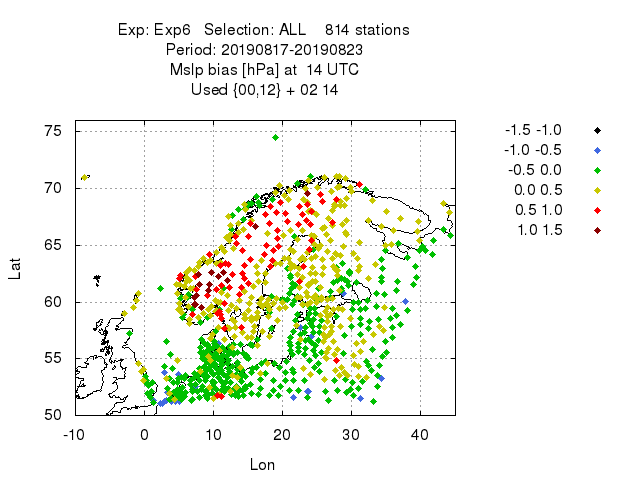 Exp: Exp6 Selection: ALL 814 stations
Period: 20190817-20190823
Mslp bias [hPa] at 14 UTC
Used {00,12} + 02 14
75
70
65
60
55
50
-10 0 10 20 30 40
Lat
Lon
-1.5 -1.0
-1.0 -0.5
-0.5 0.0
0.0 0.5
0.5 1.0
1.0 1.5